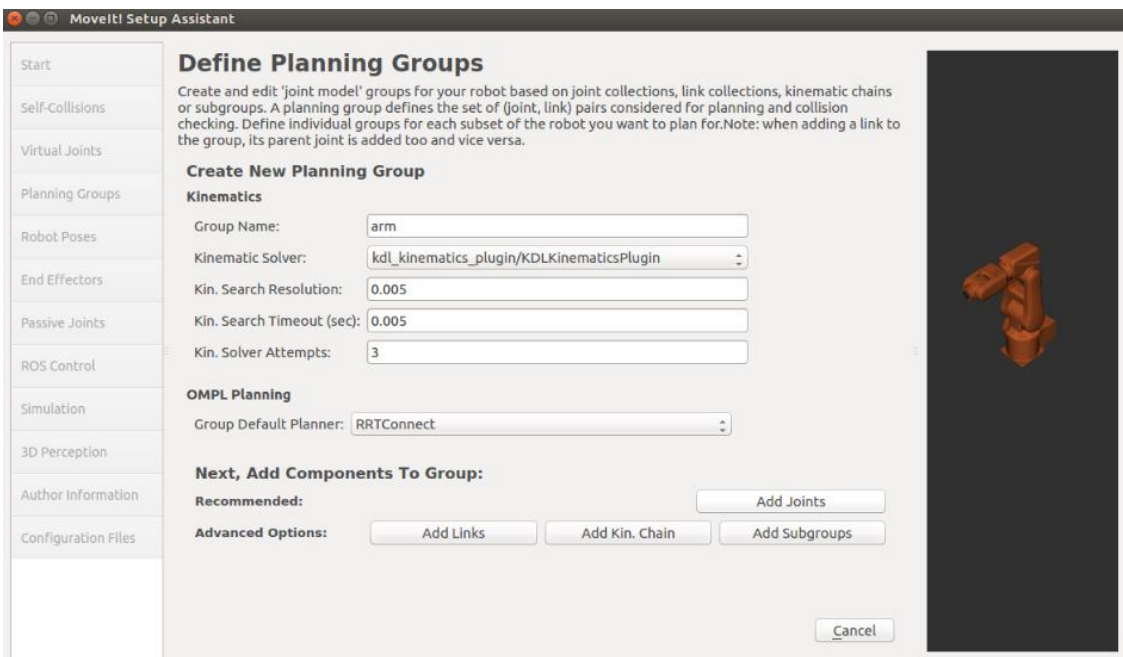 MoveIt! Setup Assistant
Start
Self-Collisions
Virtual Joints
Planning Groups
Robot Poses
End Effectors
Passive Joints
ROS Control
Simulation
3D Perception
Author Information
Configuration Files
Define Planning Groups
Create and edit 'joint model' groups for your robot based on joint collections, link collections, kinematic chains
or subgroups. A planning group defines the set of (joint, link) pairs considered for planning and collision
checking. Define individual groups for each subset of the robot you want to plan for.Note: when adding a link to
the group, its parent joint is added too and vice versa.
Create New Planning Group
Kinematics
Group Name: arm
Kinematic Solver: kdl_kinematics_plugin/KDLKinematicsPlugin
Kin. Search Resolution: 0.005
Kin. Search Timeout (sec): 0.005
Kin. Solver Attempts: 3
OMPL Planning
Group Default Planner: RRTConnect
Next, Add Components To Group:
Recommended: Add Joints
Advanced Options: Add Links Add Kin. Chain Add Subgroups
Cancel